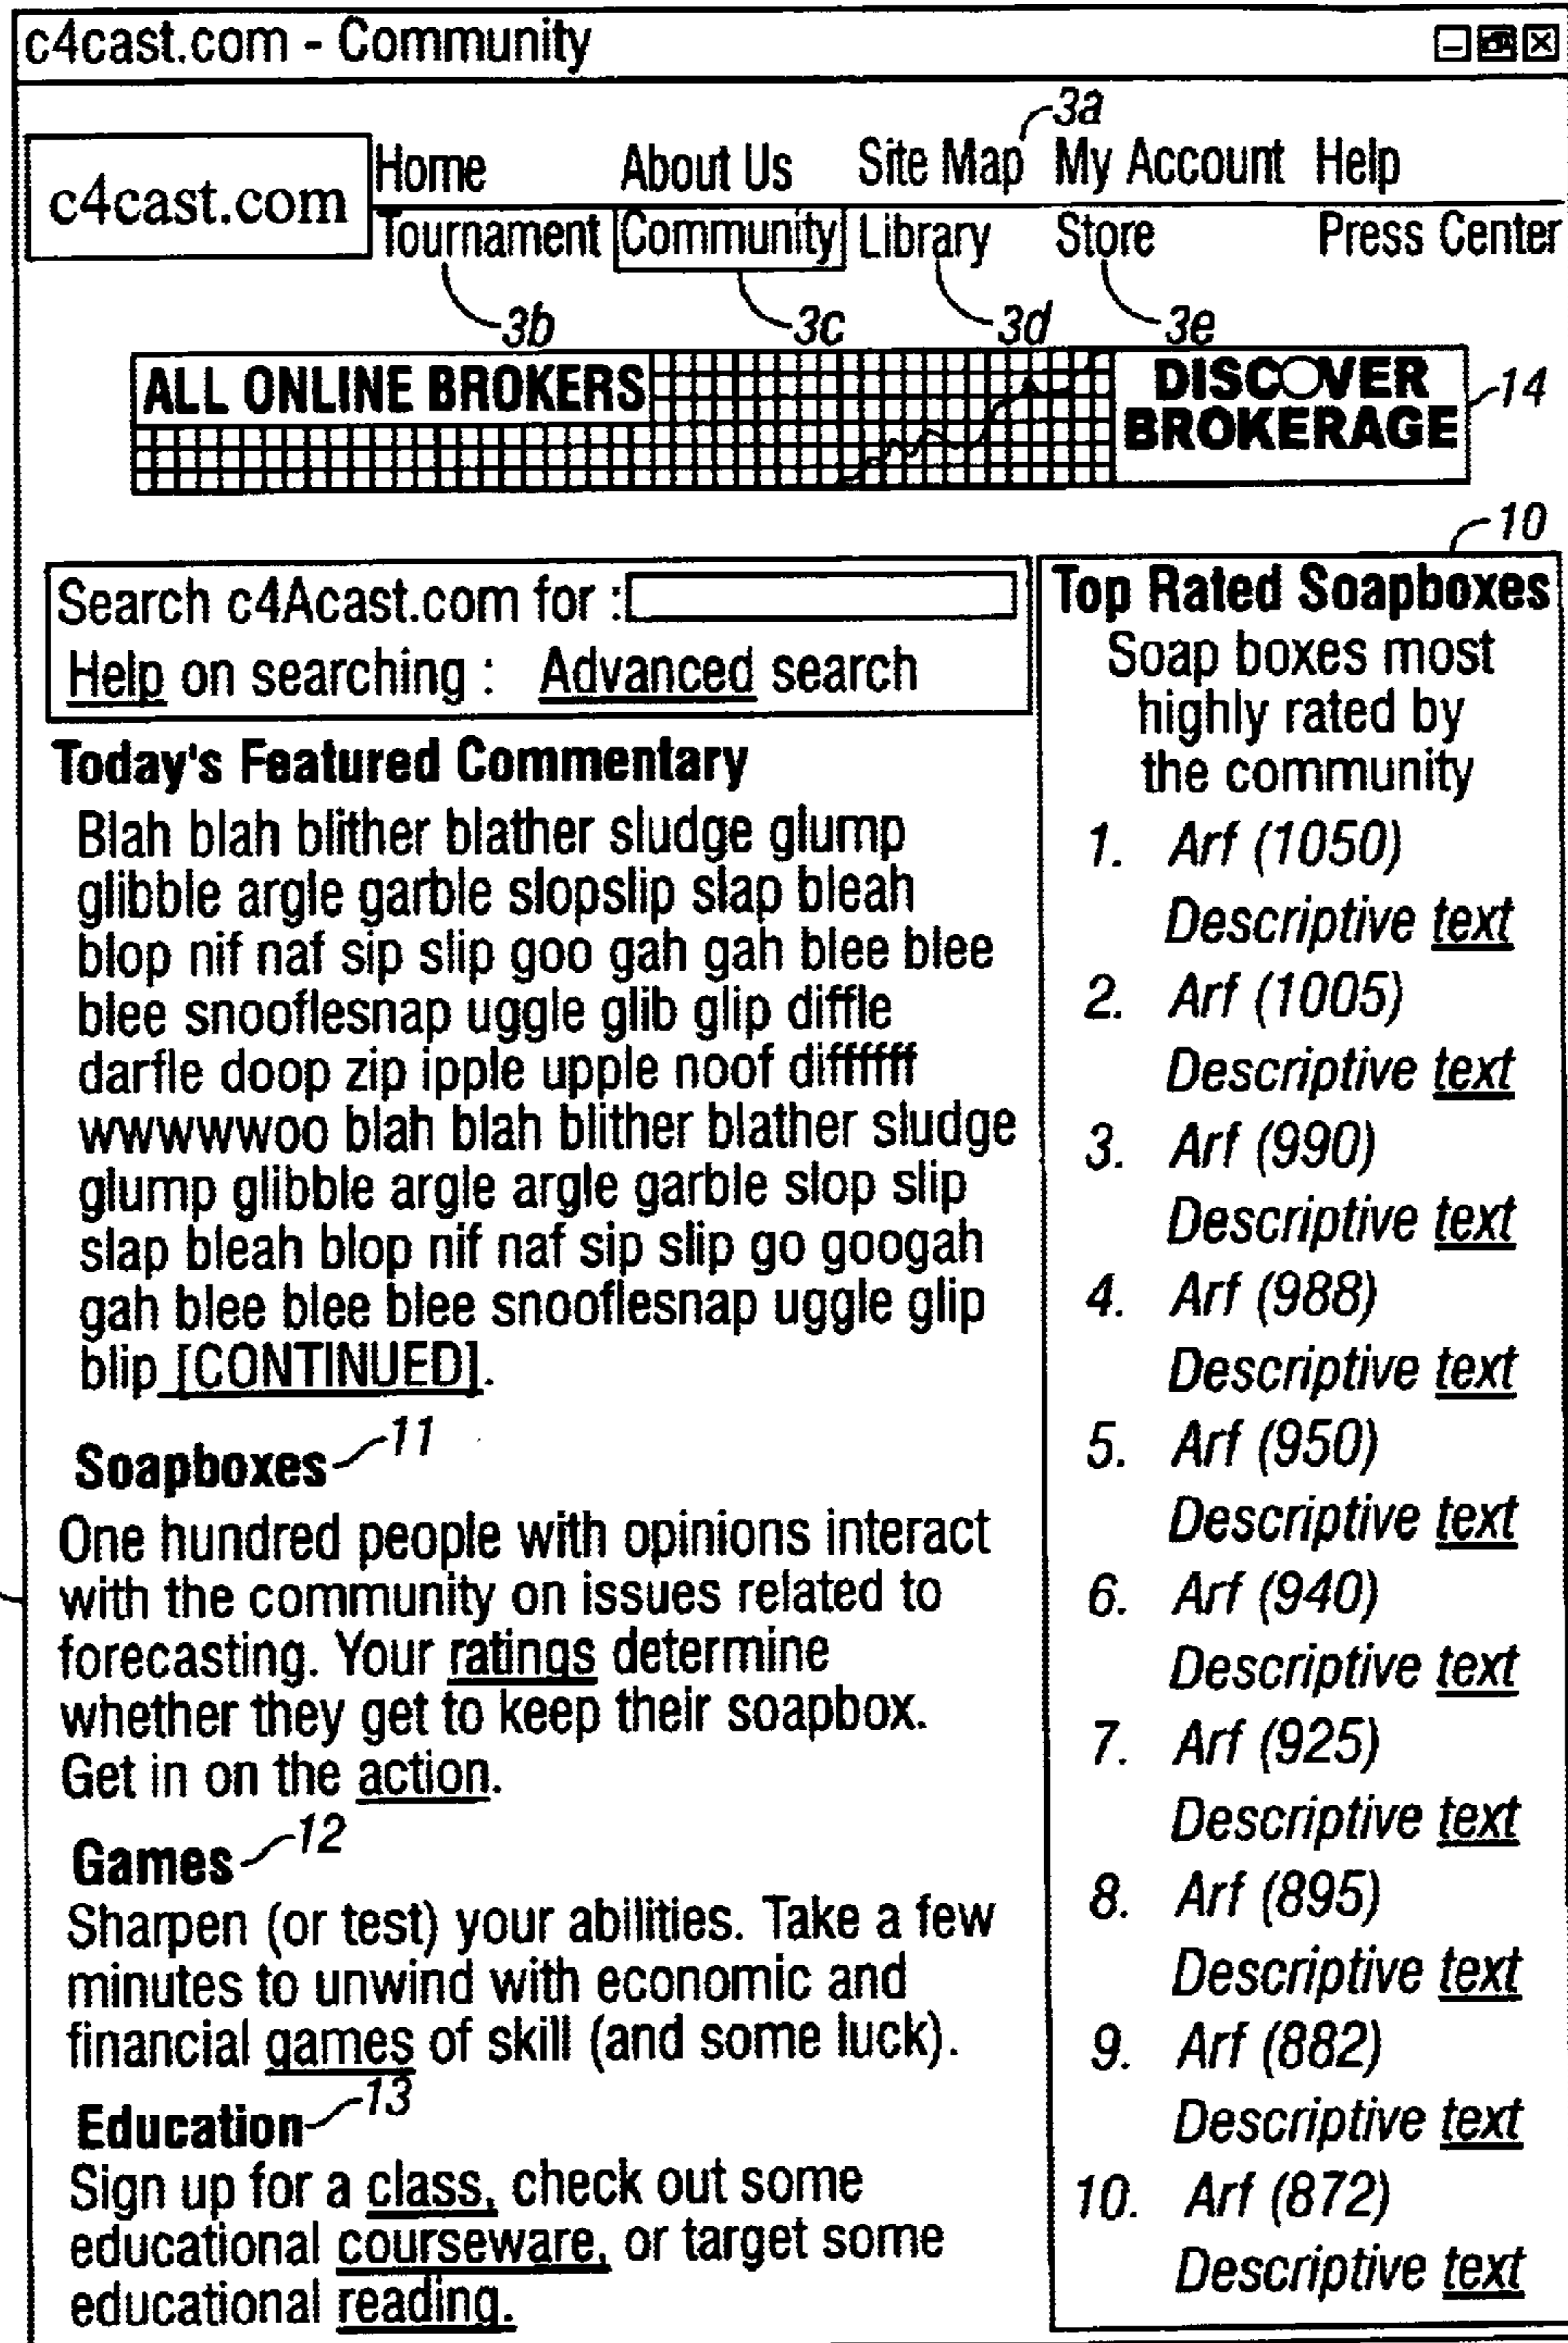 c4cast.com - Community
3a
c4cast.com
Home About Us Site Map My Account Help
Tournament Community Library Store Press Center
3b 3c 3d 3e
ALL ONLINE BROKERS
DISCOVER
BROKERAGE
14
Search c4Acast.com for :
Help on searching : Advanced search
Today's Featured Commentary
Blah blah blither blather sludge glump
glibble argle garble slopslip slap bleah
blop nif naf sip slip goo gah gah blee blee
blee snooflesnap uggle glib glip diffle
darfle doop zip ipple upple noof diffffff
wwwwwoo blah blah blither blather sludge
glump glibble argle argle garble slop slip
slap bleah blop nif naf sip slip go googah
gah blee blee blee snooflesnap uggle glip
blip [CONTINUED].
Soapboxes 11
One hundred people with opinions interact
with the community on issues related to
forecasting. Your ratings determine
whether they get to keep their soapbox.
Get in on the action.
Games 12
Sharpen (or test) your abilities. Take a few
minutes to unwind with economic and
financial games of skill (and some luck).
Education 13
Sign up for a class, check out some
educational courseware, or target some
educational reading.
10
Top Rated Soapboxes
Soap boxes most
highly rated by
the community
1. Arf (1050)
Descriptive text
2. Arf (1005)
Descriptive text
3. Arf (990)
Descriptive text
4. Arf (988)
Descriptive text
5. Arf (950)
Descriptive text
6. Arf (940)
Descriptive text
7. Arf (925)
Descriptive text
8. Arf (895)
Descriptive text
9. Arf (882)
Descriptive text
10. Arf (872)
Descriptive text